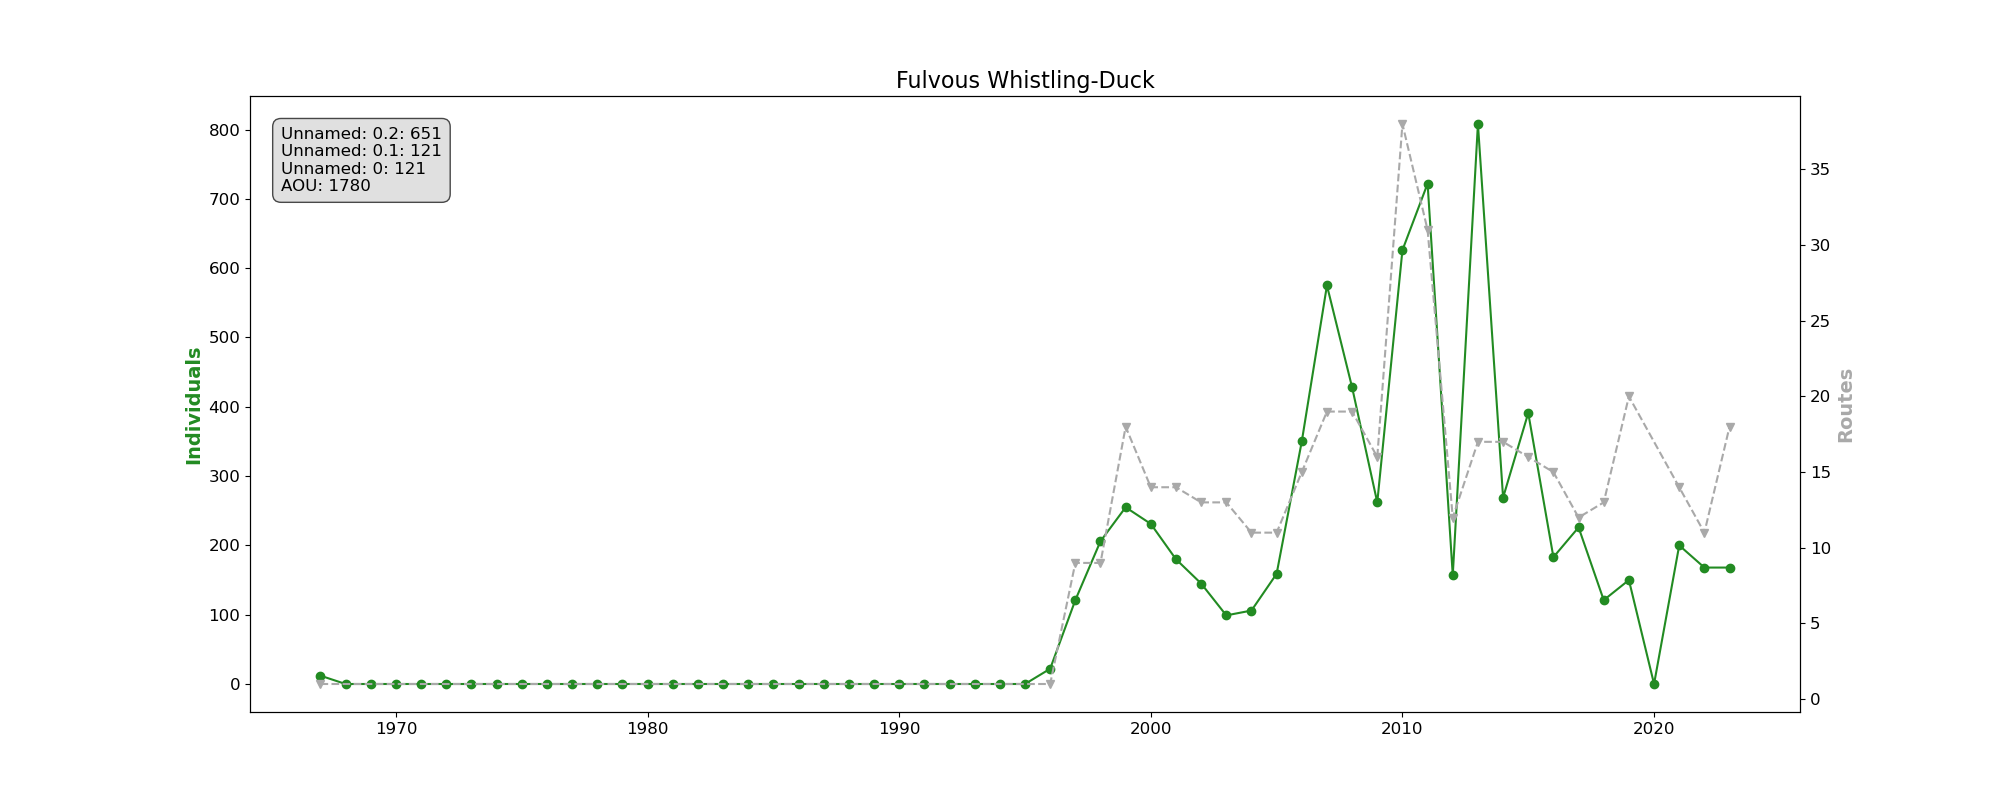 Fulvous Whistling-Duck
Unnamed: 0.2: 651
Unnamed: 0.1: 121
Unnamed: 0: 121
AOU: 1780
Individuals
800
700
600
500
400
300
200
100
0
35
30
25
20
15
10
5
0
Routes
1970 1980 1990 2000 2010 2020